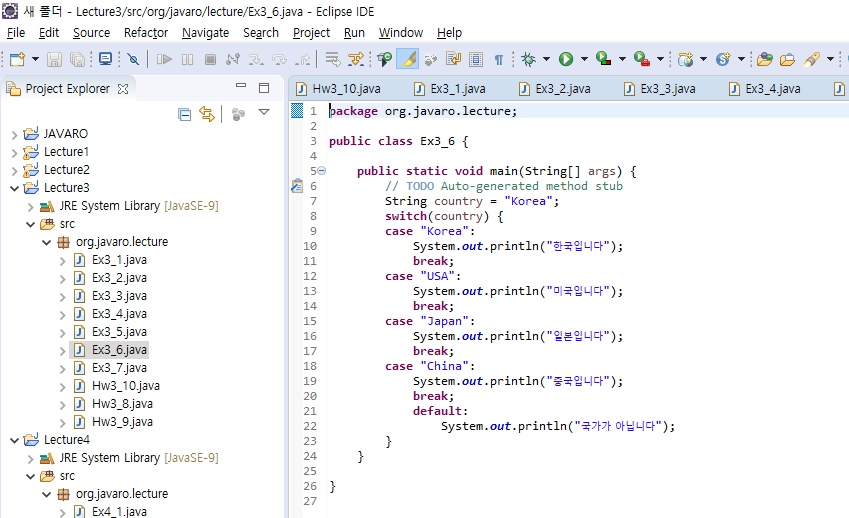 새 폴더 - Lecture3/src/org/javaro/lecture/Ex3_6.java - Eclipse IDE
File Edit Source Refactor Navigate Search Project Run Window Help
Project Explorer
JAVARO
Lecture1
Lecture2
Lecture3
JRE System Library [JavaSE-9]
src
org.javaro.lecture
Ex3_1.java
Ex3_2.java
Ex3_3.java
Ex3_4.java
Ex3_5.java
Ex3_6.java
Ex3_7.java
Hw3_10.java
Hw3_8.java
Hw3_9.java
Lecture4
JRE System Library [JavaSE-9]
src
org.javaro.lecture
Ex4_1.java
Hw3_10.java Ex3_1.java Ex3_2.java Ex3_3.java Ex3_4.java
1 package org.javaro.lecture;
2
3 public class Ex3_6 {
4
5 public static void main(String[] args) {
6 // TODO Auto-generated method stub
7 String country = "Korea";
8 switch(country) {
9 case "Korea":
10 System.out.println("한국입니다");
11 break;
12 case "USA":
13 System.out.println("미국입니다");
14 break;
15 case "Japan":
16 System.out.println("일본입니다");
17 break;
18 case "China":
19 System.out.println("중국입니다");
20 break;
21 default:
22 System.out.println("국가가 아닙니다");
23 }
24 }
25
26 }
27